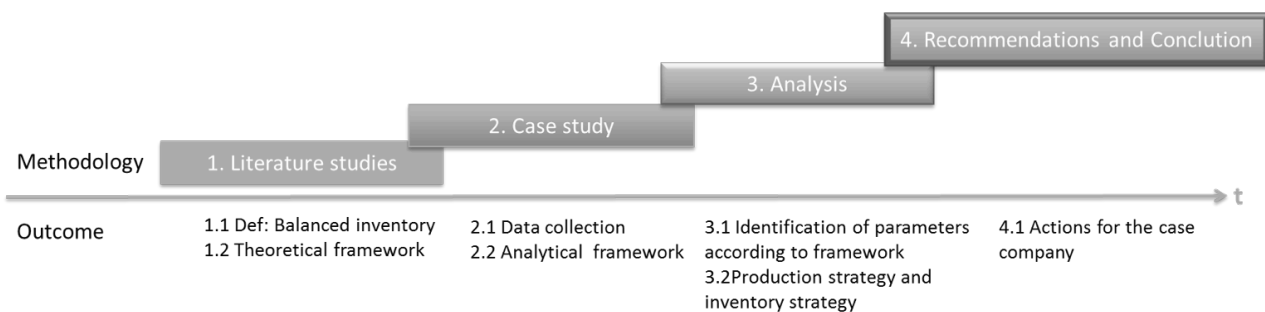 4. Recommendations and Conclution
3. Analysis
2. Case study
Methodology
1. Literature studies
t
Outcome
1.1 Def: Balanced inventory
1.2 Theoretical framework
2.1 Data collection
2.2 Analytical framework
3.1 Identification of parameters
according to framework
3.2Production strategy and
inventory strategy
4.1 Actions for the case
company